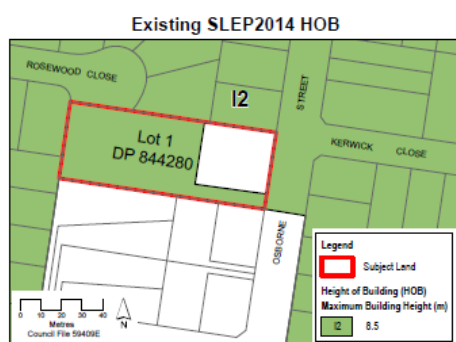 Existing SLEP2014 HOB
ROSEWOOD CLOSE
I2
STREET
Lot 1
DP 844280
KERWICK CLOSE
OSBORNE
Legend
Subject Land
Height of Building (HOB)
Maximum Building Height (m)
I2 8.5
0 10 20 30 40
Metres
Council File 59409E
N